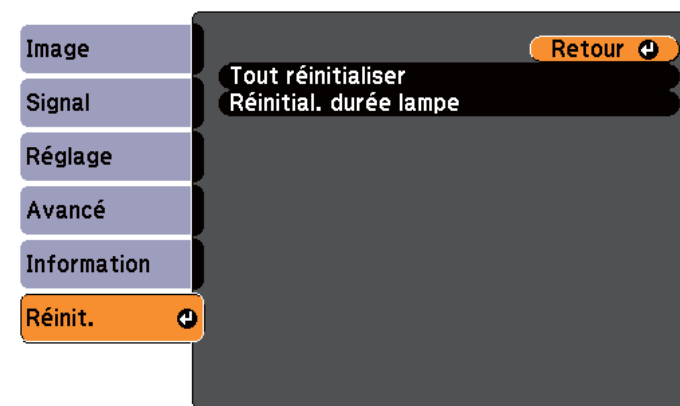 Image
Signal
Réglage
Avancé
Information
Réinit.
Retour
Tout réinitialiser
Réinitial. durée lampe